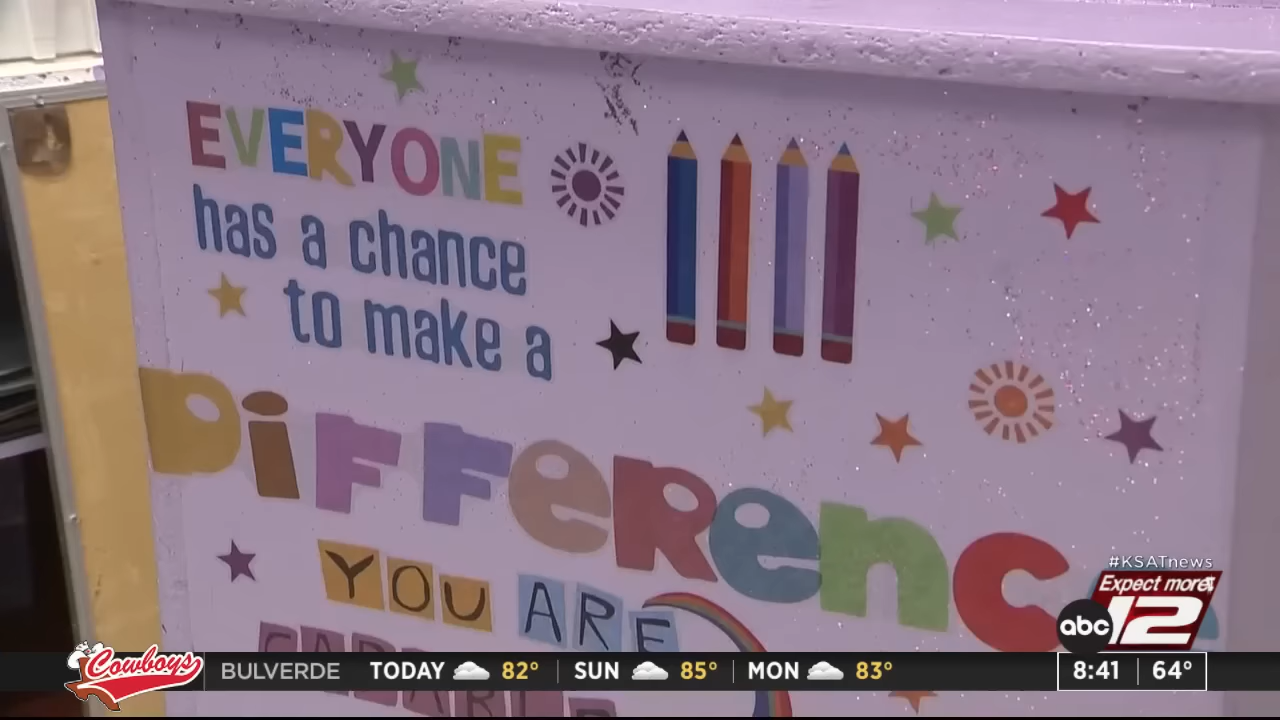 EVERYONE
has a chance
to make a
DiFFeRenc
YOU ARE
#KSATnews
Expect more.
abc 12
Cowboys BULVERDE TODAY 82° SUN 85° MON 83° 8:41 64°